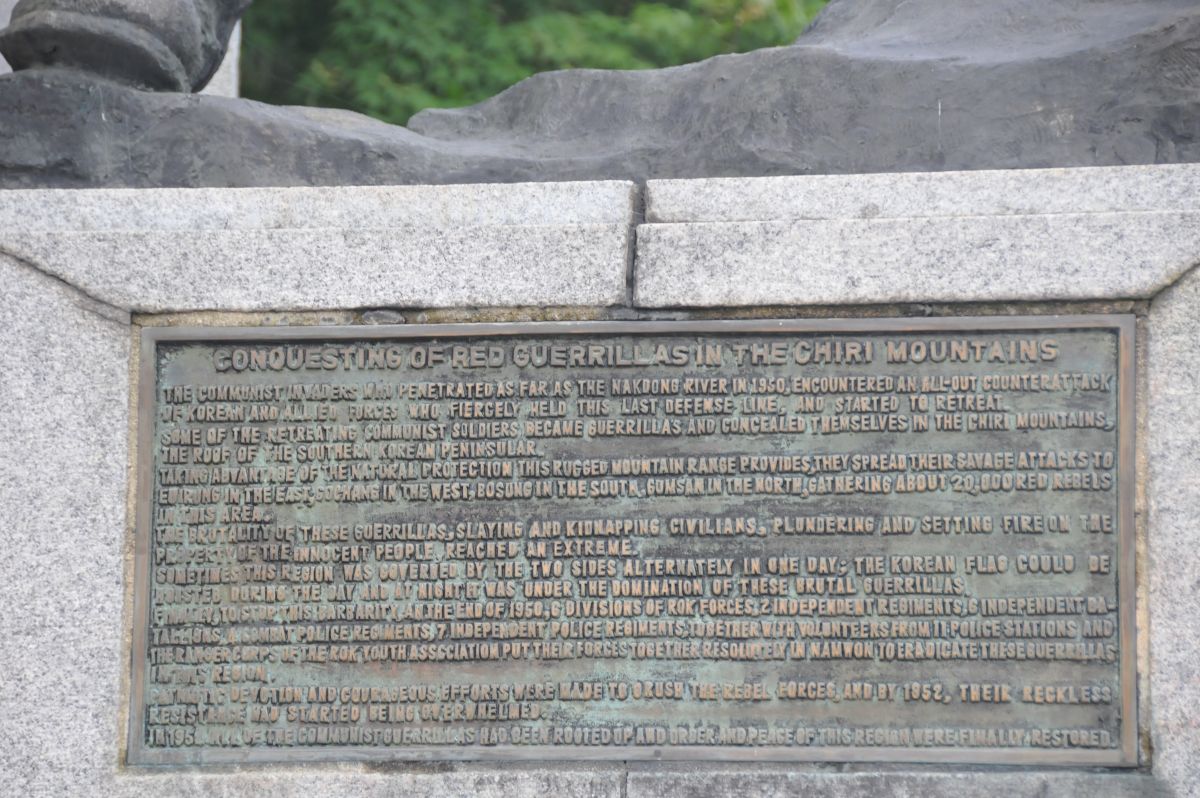 CONQUESTING OF RED GUERRILLAS IN THE CHIRI MOUNTAINS
THE COMMUNIST INVADERS WHO PENETRATED AS FAR AS THE NAKDONG RIVER IN 1950, ENCOUNTERED AN ALL-OUT COUNTERATTACK
OF KOREAN AND ALLIED FORCES WHO FIERCELY HELD THIS LAST DEFENSE LINE, AND STARTED TO RETREAT.
SOME OF THE RETREATING COMMUNIST SOLDIERS BECAME GUERRILLAS AND CONCEALED THEMSELVES IN THE CHIRI MOUNTAINS,
THE ROOF OF THE SOUTHERN KOREAN PENINSULAR.
TAKING ADVANTAGE OF THE NATURAL PROTECTION THIS RUGGED MOUNTAIN RANGE PROVIDES, THEY SPREAD THEIR SAVAGE ATTACKS TO
IN THE EAST, GOCHANG IN THE WEST, BOSUNG IN THE SOUTH, GUNSAN IN THE NORTH, GATHERING ABOUT 20,000 RED REBELS
IN THIS AREA.
THE BRUTALITY OF THESE GUERRILLAS, SLAYING AND KIDNAPPING CIVILIANS, PLUNDERING AND SETTING FIRE ON THE
PROPERTY OF THE INNOCENT PEOPLE, REACHED AN EXTREME.
SOMETIMES THIS REGION WAS GOVERNED BY THE TWO SIDES ALTERNATELY IN ONE DAY; THE KOREAN FLAG COULD BE
HOISTED DURING THE DAY AND AT NIGHT IT WAS UNDER THE DOMINATION OF THESE BRUTAL GUERRILLAS.
FINALLY, TO STOP THIS BARBARITY, AN THE END OF 1950, 6 DIVISIONS OF ROK FORCES, 2 INDEPENDENT REGIMENTS, 6 INDEPENDENT BA-
TALLIONS, COMBAT POLICE REGIMENTS, 7 INDEPENDENT POLICE REGIMENTS, TOGETHER WITH VOLUNTEERS FROM 11 POLICE STATIONS AND
THE RANGER CORPS OF THE ROK YOUTH ASSOCIATION PUT THEIR FORCES TOGETHER RESOLUTELY IN NAMWON TO ERADICATE THESE GUERRILLAS
IN THIS REGION.
PATRIOTIC DEVOTION AND COURAGEOUS EFFORTS WERE MADE TO CRUSH THE REBEL FORCES, AND BY 1952, THEIR RECKLESS
RESISTANCE HAD STARTED BEING OVERWHELMED.
IN OF THE COMMUNIST GUERRILLAS HAD BEEN ROOTED UP AND ORDER AND PEACE OF THIS REGION WERE FINALLY RESTORED.